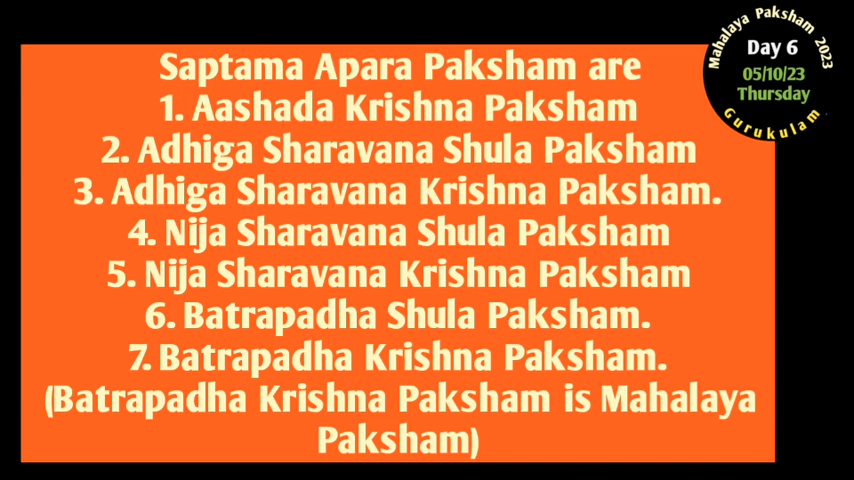 Mahalaya Paksham 2023
Day 6
05/10/23
Thursday
Gurukulam
Saptama Apara Paksham are
1. Aashada Krishna Paksham
2. Adhiga Sharavana Shula Paksham
3. Adhiga Sharavana Krishna Paksham.
4. Nija Sharavana Shula Paksham
5. Nija Sharavana Krishna Paksham
6. Batrapadha Shula Paksham.
7. Batrapadha Krishna Paksham.
(Batrapadha Krishna Paksham is Mahalaya
Paksham)